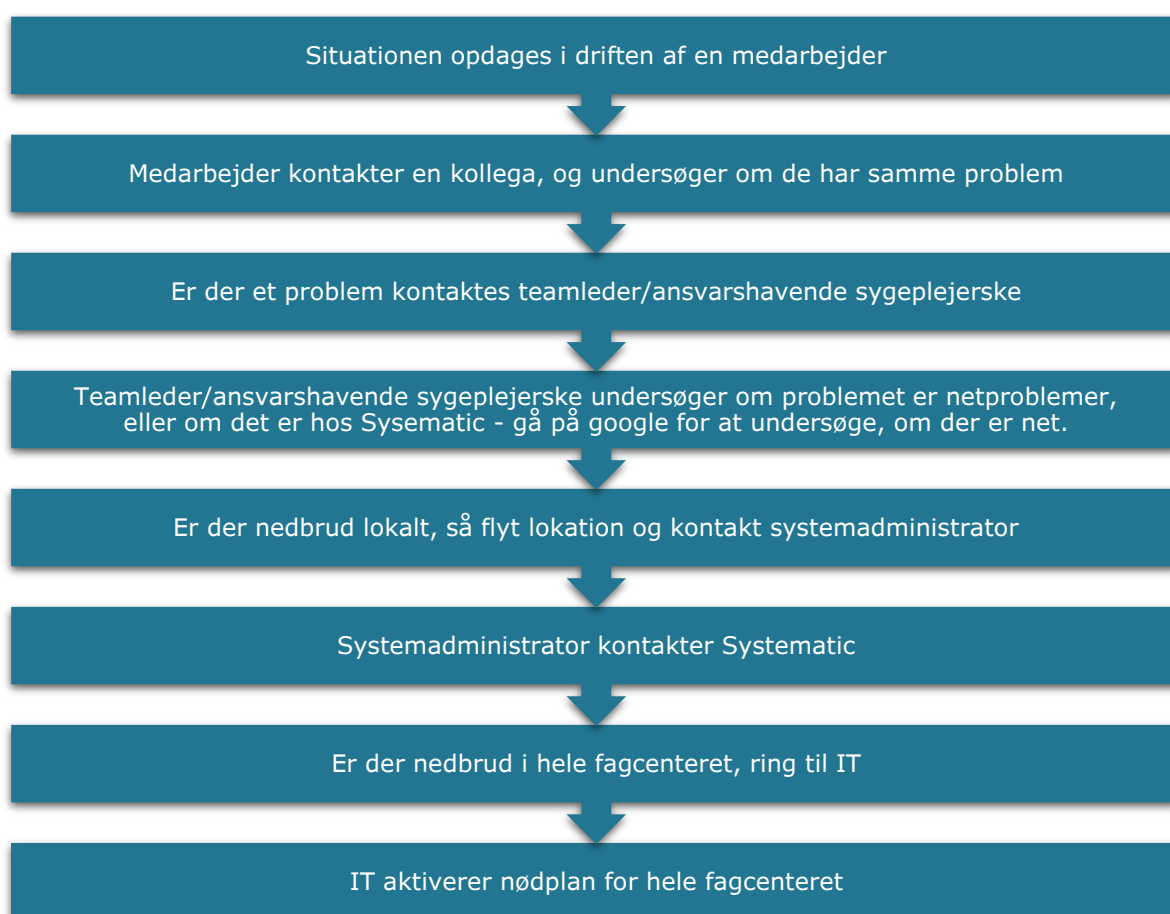 Situationen opdages i driften af en medarbejder
Medarbejder kontakter en kollega, og undersøger om de har samme problem
Er der et problem kontaktes teamleder/ansvarshavende sygeplejerske
Teamleder/ansvarshavende sygeplejerske undersøger om problemet er netproblemer,
eller om det er hos Sysematic - gå på google for at undersøge, om der er net.
Er der nedbrud lokalt, så flyt lokation og kontakt systemadministrator
Systemadministrator kontakter Systematic
Er der nedbrud i hele fagcenteret, ring til IT
IT aktiverer nødplan for hele fagcenteret